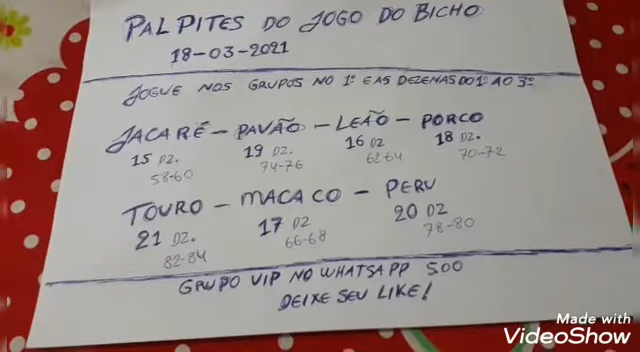 PALPITES DO JOGO DO BICHO
18-03-2021
JOGUE NOS GRUPOS NO 1º E AS DEZENAS DO 1º AO 3º
JACARÉ - PAVÃO - LEÃO - PORCO
15 DZ. 19 DZ. 16 DZ 18 DZ.
58-60 74-76 62-64 70-72
TOURO - MACACO - PERU
21 DZ. 17 DZ 20 DZ
82-84 66-68 78-80
GRUPO VIP NO WHATSAPP 5.00
DEIXE SEU LIKE!
Made with
VideoShow